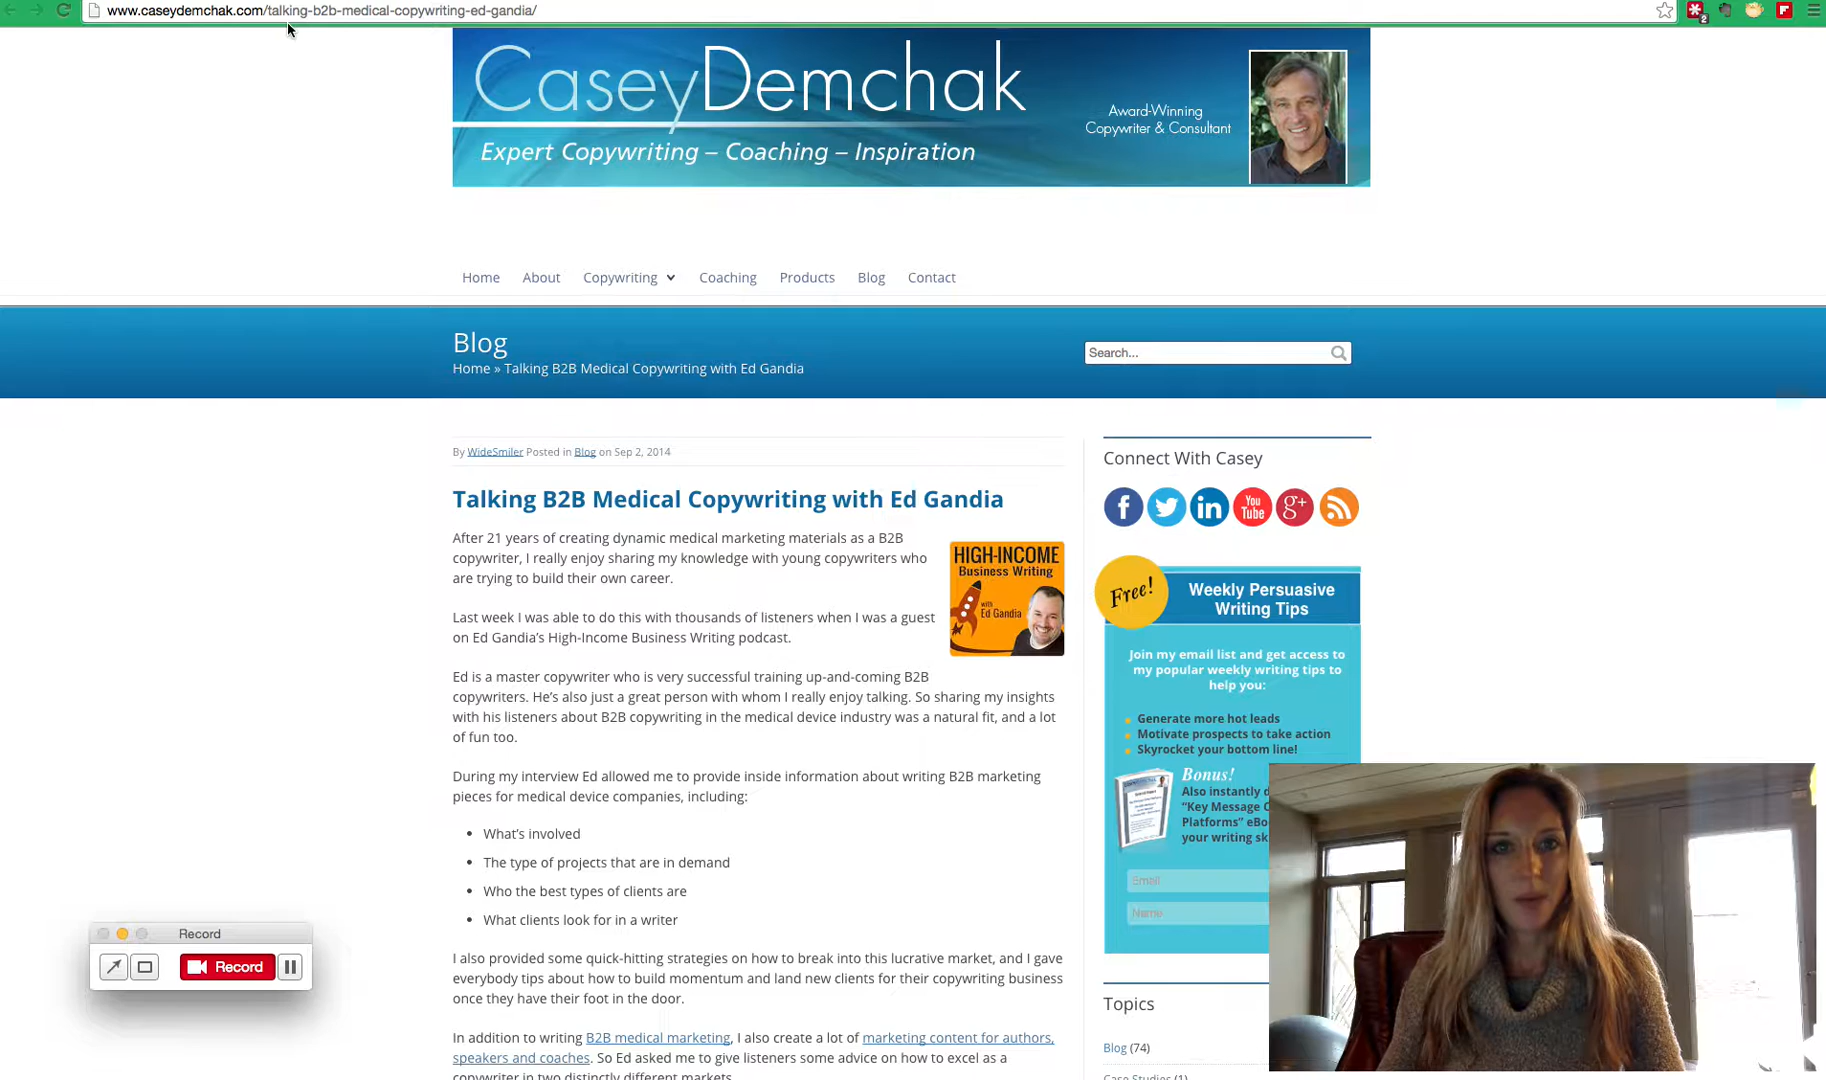 www.caseydemchak.com/talking-b2b-medical-copywriting-ed-gandia/
2
CaseyDemchak
Expert Copywriting – Coaching – Inspiration
Award-Winning
Copywriter & Consultant
Home About Copywriting Coaching Products Blog Contact
Blog
Home » Talking B2B Medical Copywriting with Ed Gandia
Search...
By WideSmiler Posted in Blog on Sep 2, 2014
Talking B2B Medical Copywriting with Ed Gandia
After 21 years of creating dynamic medical marketing materials as a B2B
copywriter, I really enjoy sharing my knowledge with young copywriters who
are trying to build their own career.
Last week I was able to do this with thousands of listeners when I was a guest
on Ed Gandia’s High-Income Business Writing podcast.
HIGH-INCOME
Business Writing
with
Ed Gandia
Ed is a master copywriter who is very successful training up-and-coming B2B
copywriters. He’s also just a great person with whom I really enjoy talking. So sharing my insights
with his listeners about B2B copywriting in the medical device industry was a natural fit, and a lot
of fun too.
During my interview Ed allowed me to provide inside information about writing B2B marketing
pieces for medical device companies, including:
• What’s involved
• The type of projects that are in demand
• Who the best types of clients are
• What clients look for in a writer
I also provided some quick-hitting strategies on how to break into this lucrative market, and I gave
everybody tips about how to build momentum and land new clients for their copywriting business
once they have their foot in the door.
In addition to writing B2B medical marketing, I also create a lot of marketing content for authors,
speakers and coaches. So Ed asked me to give listeners some advice on how to excel as a
copywriter in two distinctly different markets.
Connect With Casey
f
in
You
Tube
g+
Free!
Weekly Persuasive
Writing Tips
Join my email list and get access to
my popular weekly writing tips to
help you:
Generate more hot leads
Motivate prospects to take action
Skyrocket your bottom line!
Bonus!
Also instantly d
“Key Message C
Platforms” eBo
your writing sk
Email
Name
Topics
Blog (74)
Case Studies (1)
Record
Record